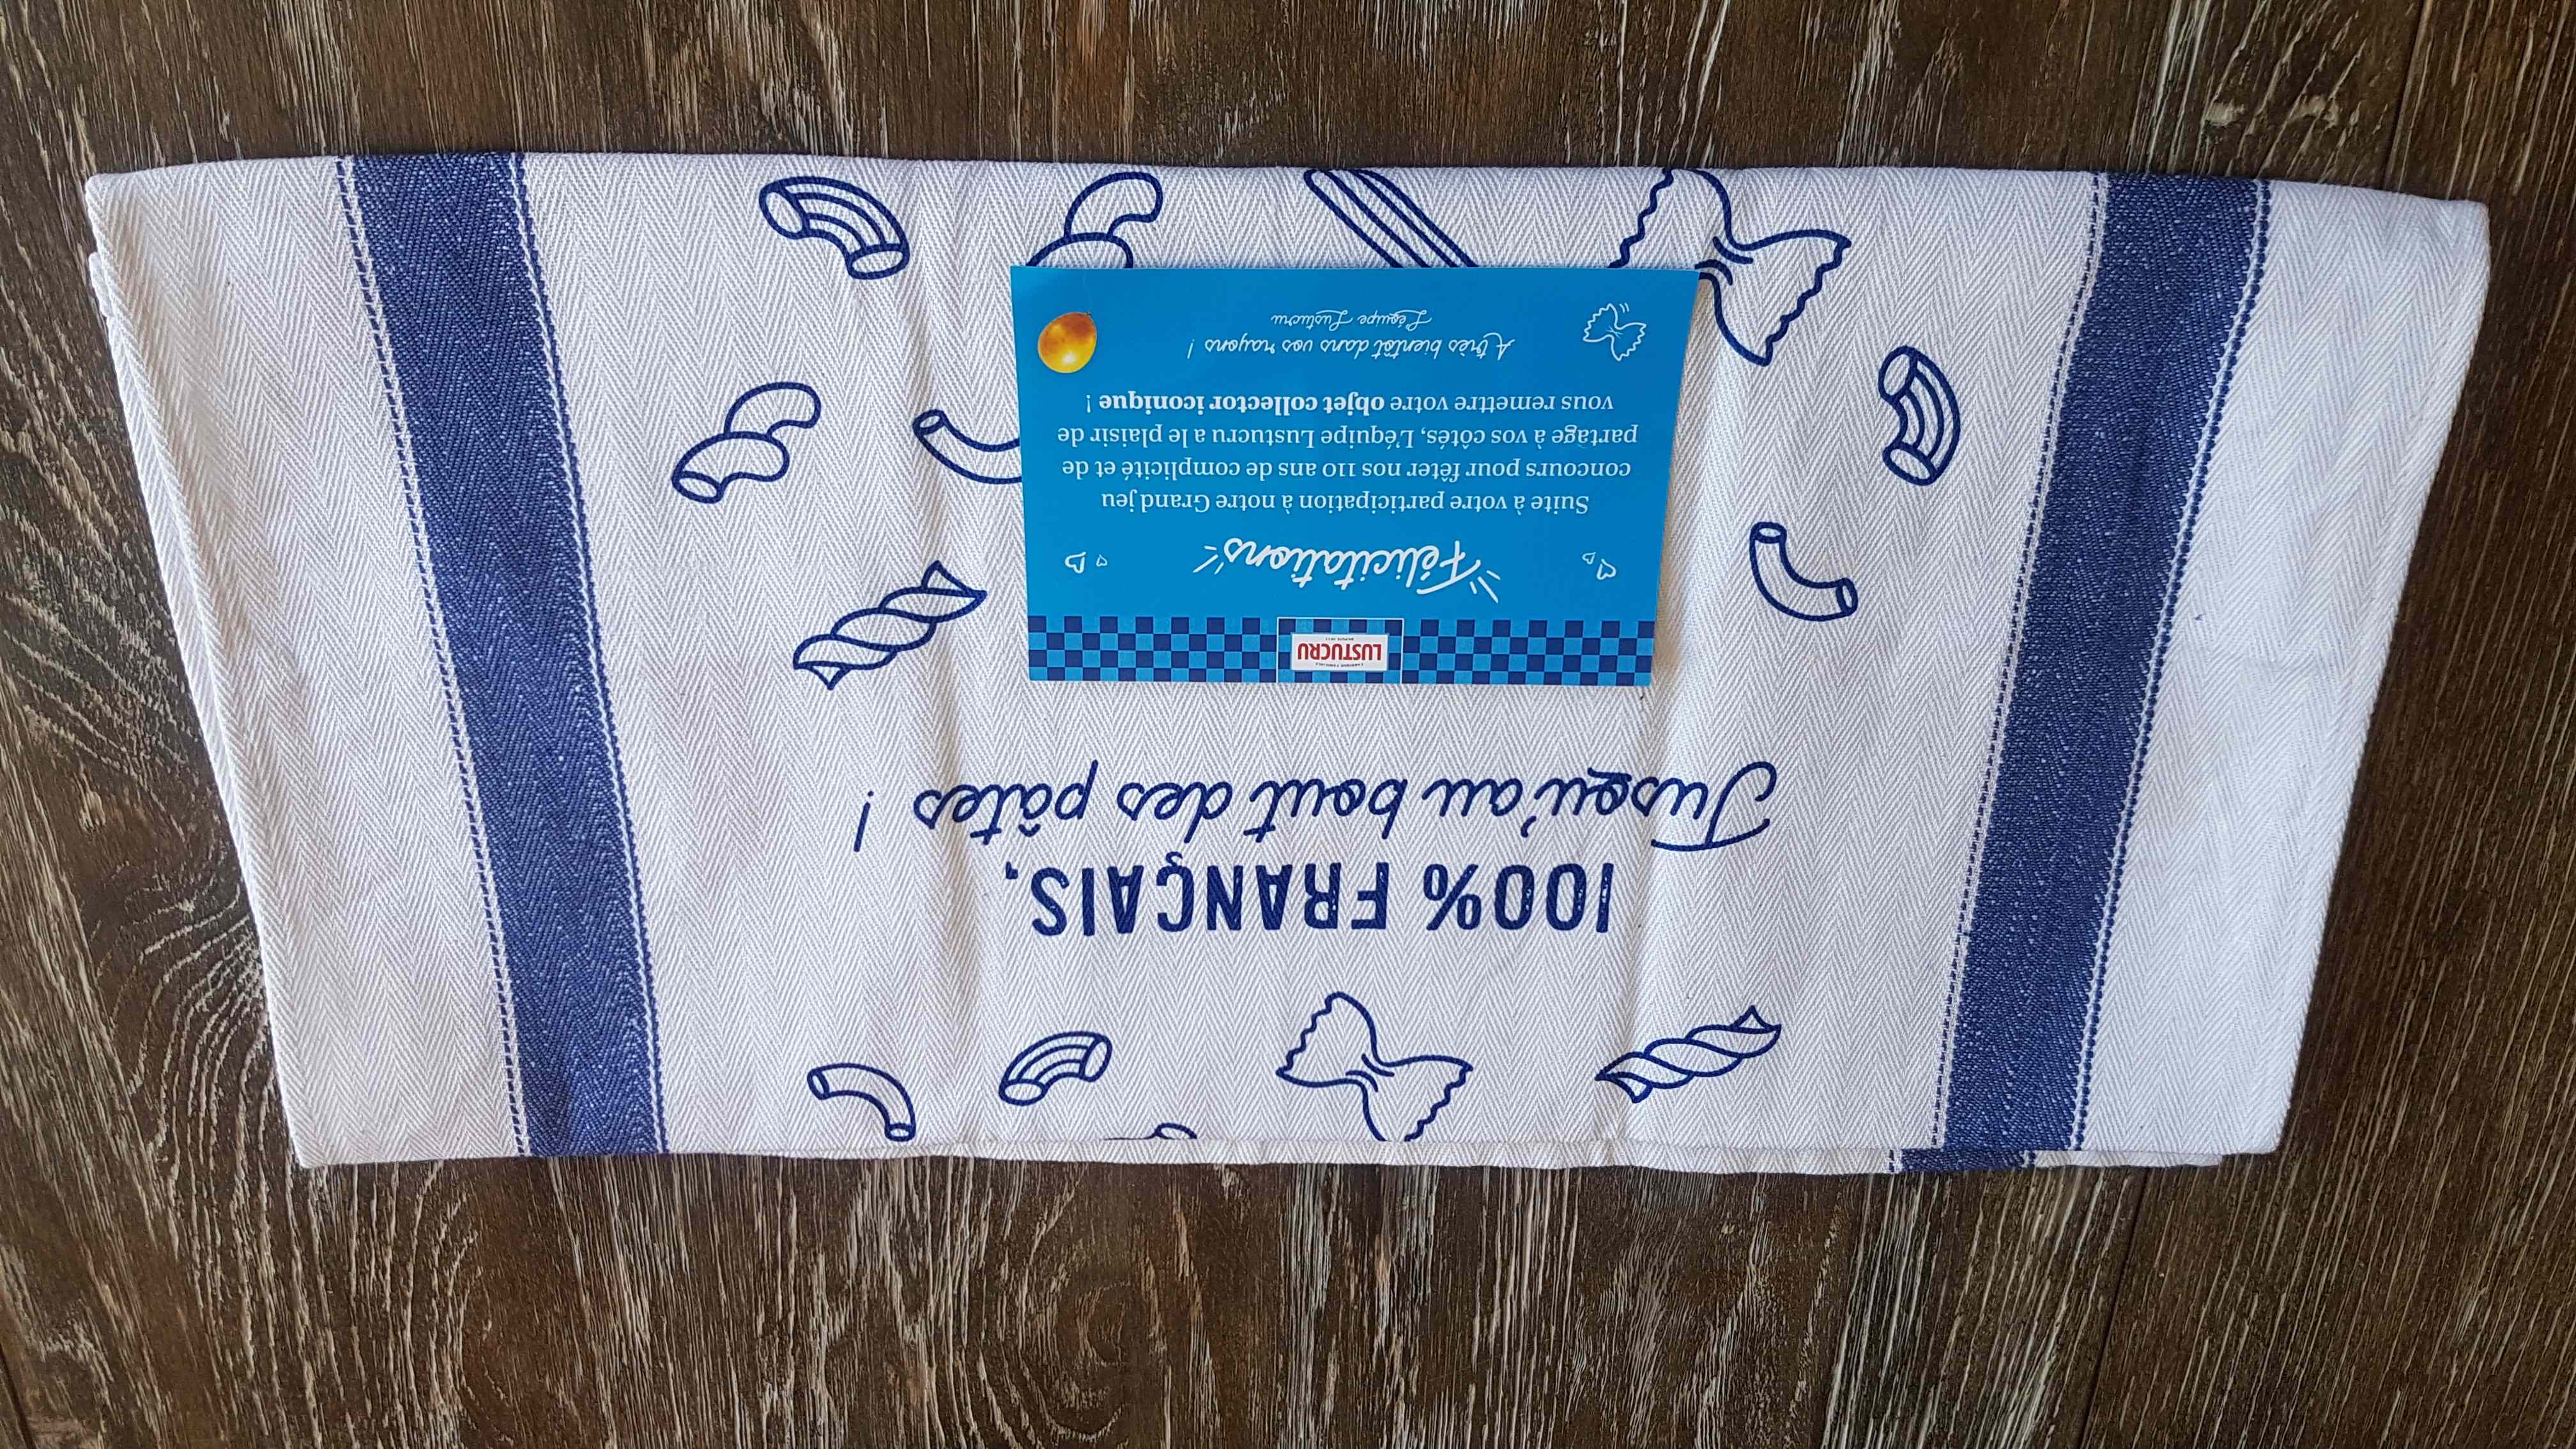 LUSTUCRU
DEPUIS 1911
Félicitations
Suite à votre participation à notre Grand jeu
concours pour fêter nos 110 ans de complicité et de
partage à vos côtés, L'équipe Lustucru a le plaisir de
vous remettre votre objet collector iconique !
A très bientôt dans vos rayons !
L'équipe Lustucru
100% FRANÇAIS,
Jusqu'au bout des pâtes !